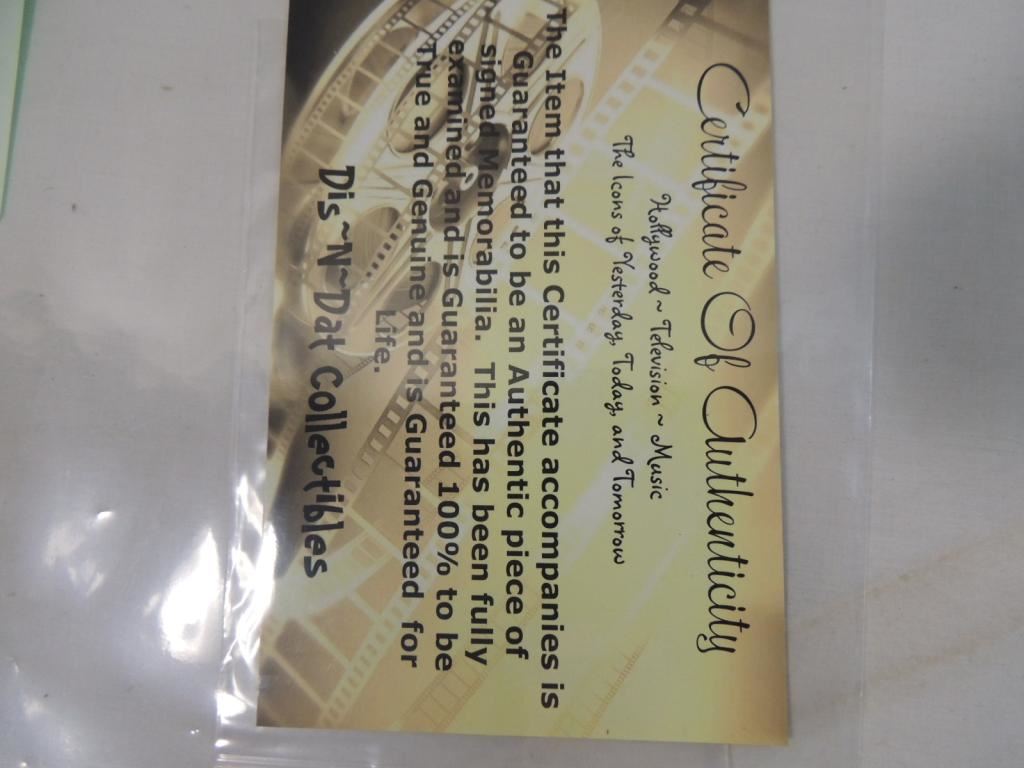 Certificate Of Authenticity
Hollywood ~ Television ~ Music
The Icons of Yesterday, Today, and Tomorrow
The Item that this Certificate accompanies is
Guaranteed to be an Authentic piece of
signed Memorabilia. This has been fully
examined and is Guaranteed 100% to be
True and Genuine and is Guaranteed for
Life.
Dis~N~Dat Collectibles